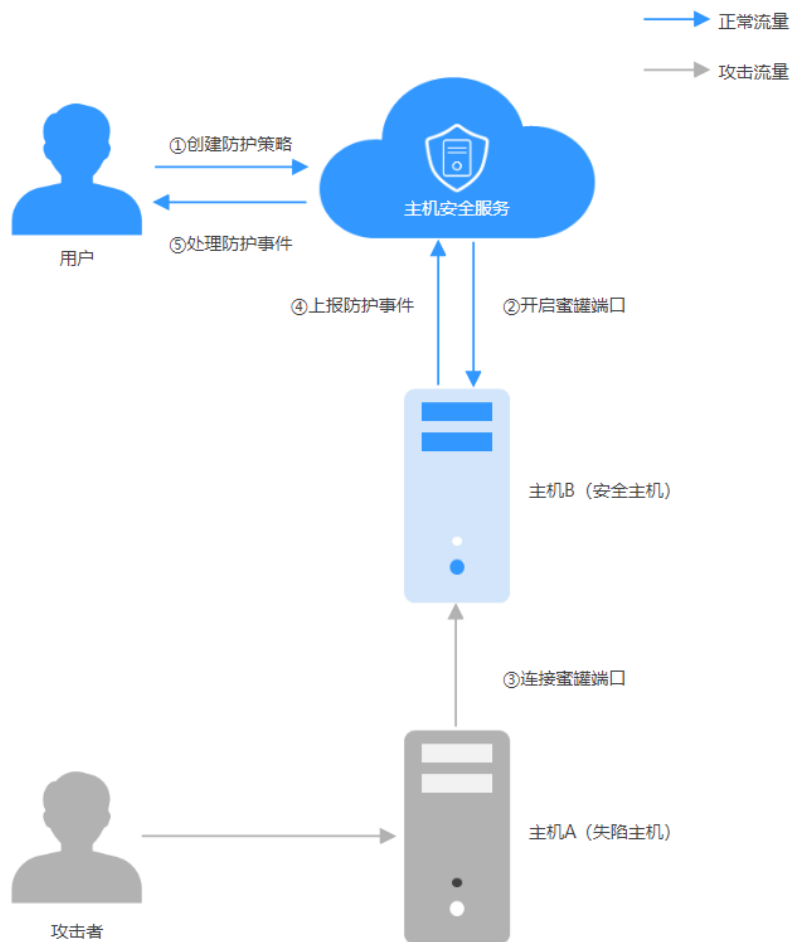 正常流量
攻击流量
①创建防护策略
主机安全服务
⑤处理防护事件
用户
④上报防护事件
②开启蜜罐端口
主机B（安全主机）
③连接蜜罐端口
主机A（失陷主机）
攻击者